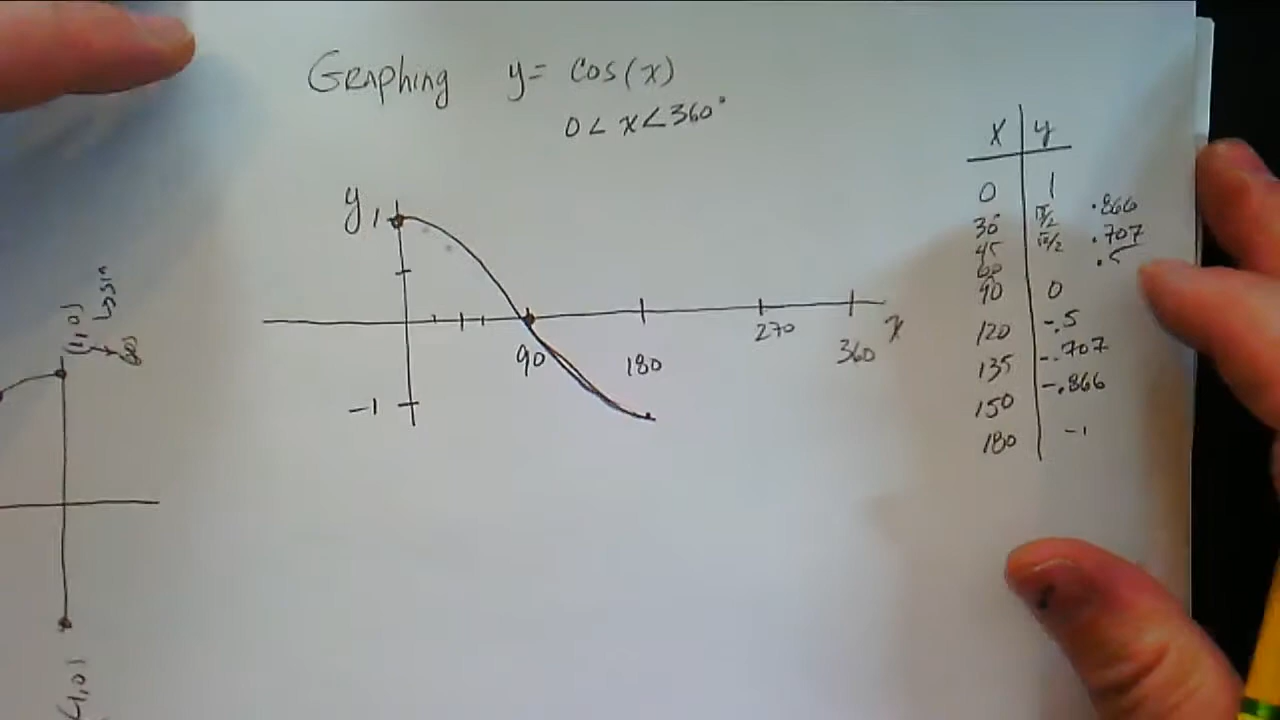 Graphing y = cos(x)
0 < x < 360°
x y
0 1
30 √3/2 .866
45 √2/2 .707
60 .5
90 0
120 -.5
135 -.707
150 -.866
180 -1
y 1
-1
90 180 270 360 x
(1,0)
↳ sin
cos